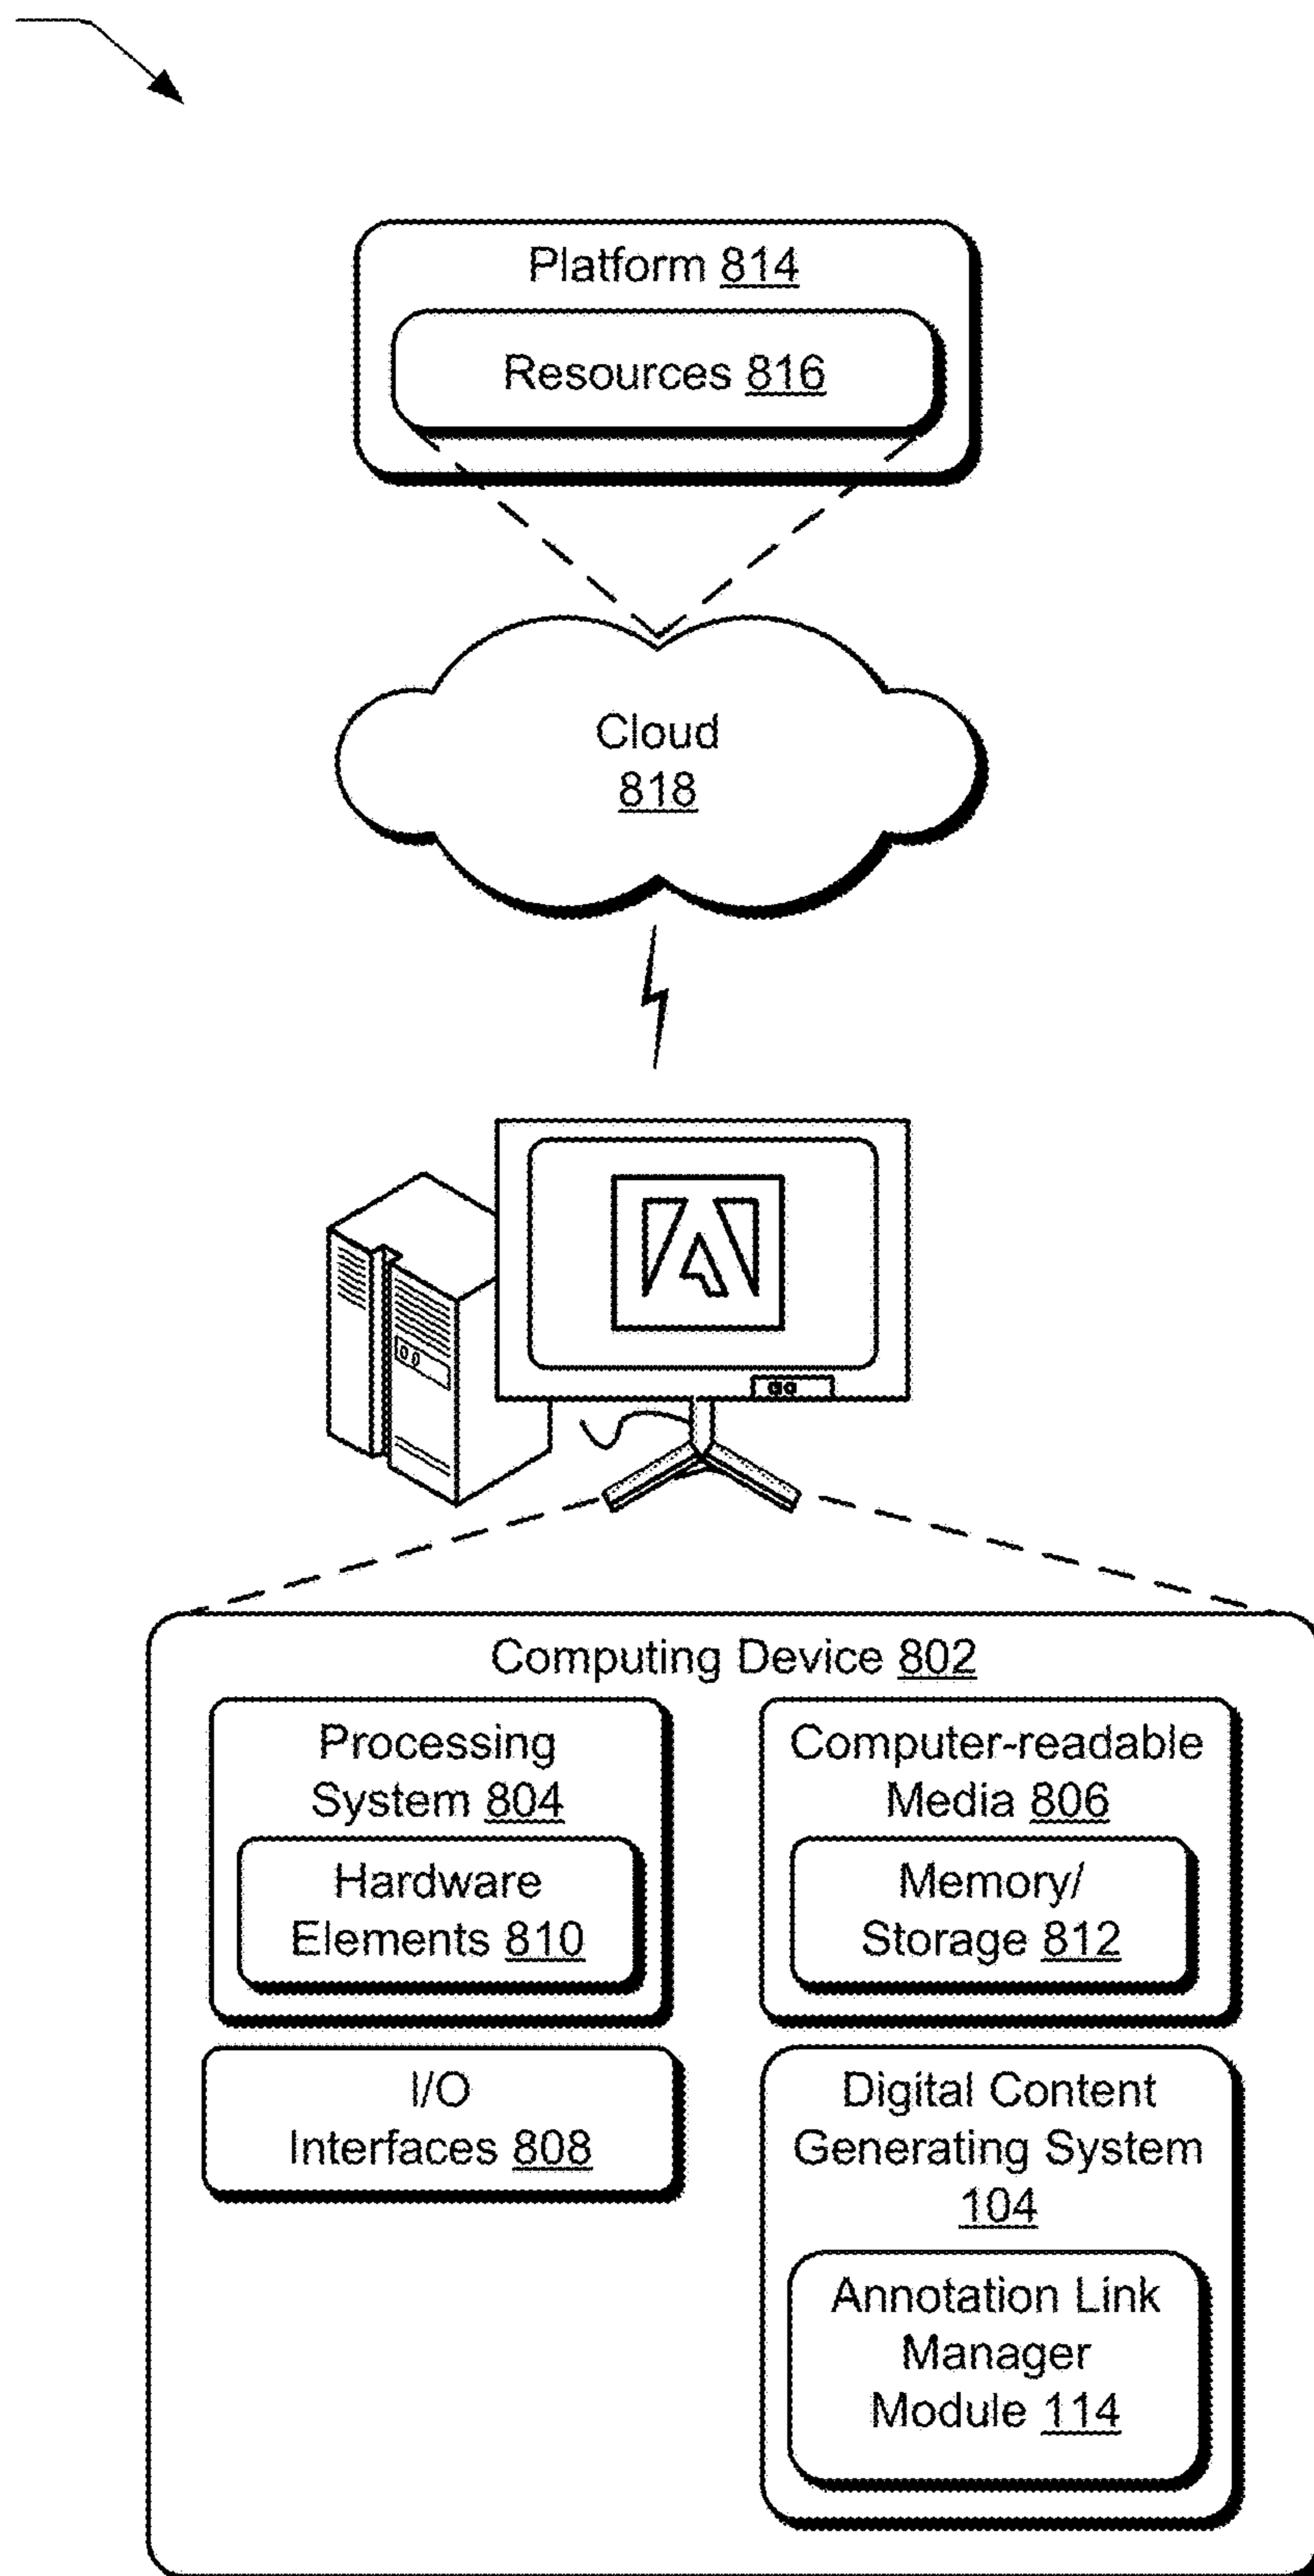 Platform 814
Resources 816
Cloud
818
Computing Device 802
Processing
System 804
Hardware
Elements 810
I/O
Interfaces 808
Computer-readable
Media 806
Memory/
Storage 812
Digital Content
Generating System
104
Annotation Link
Manager
Module 114